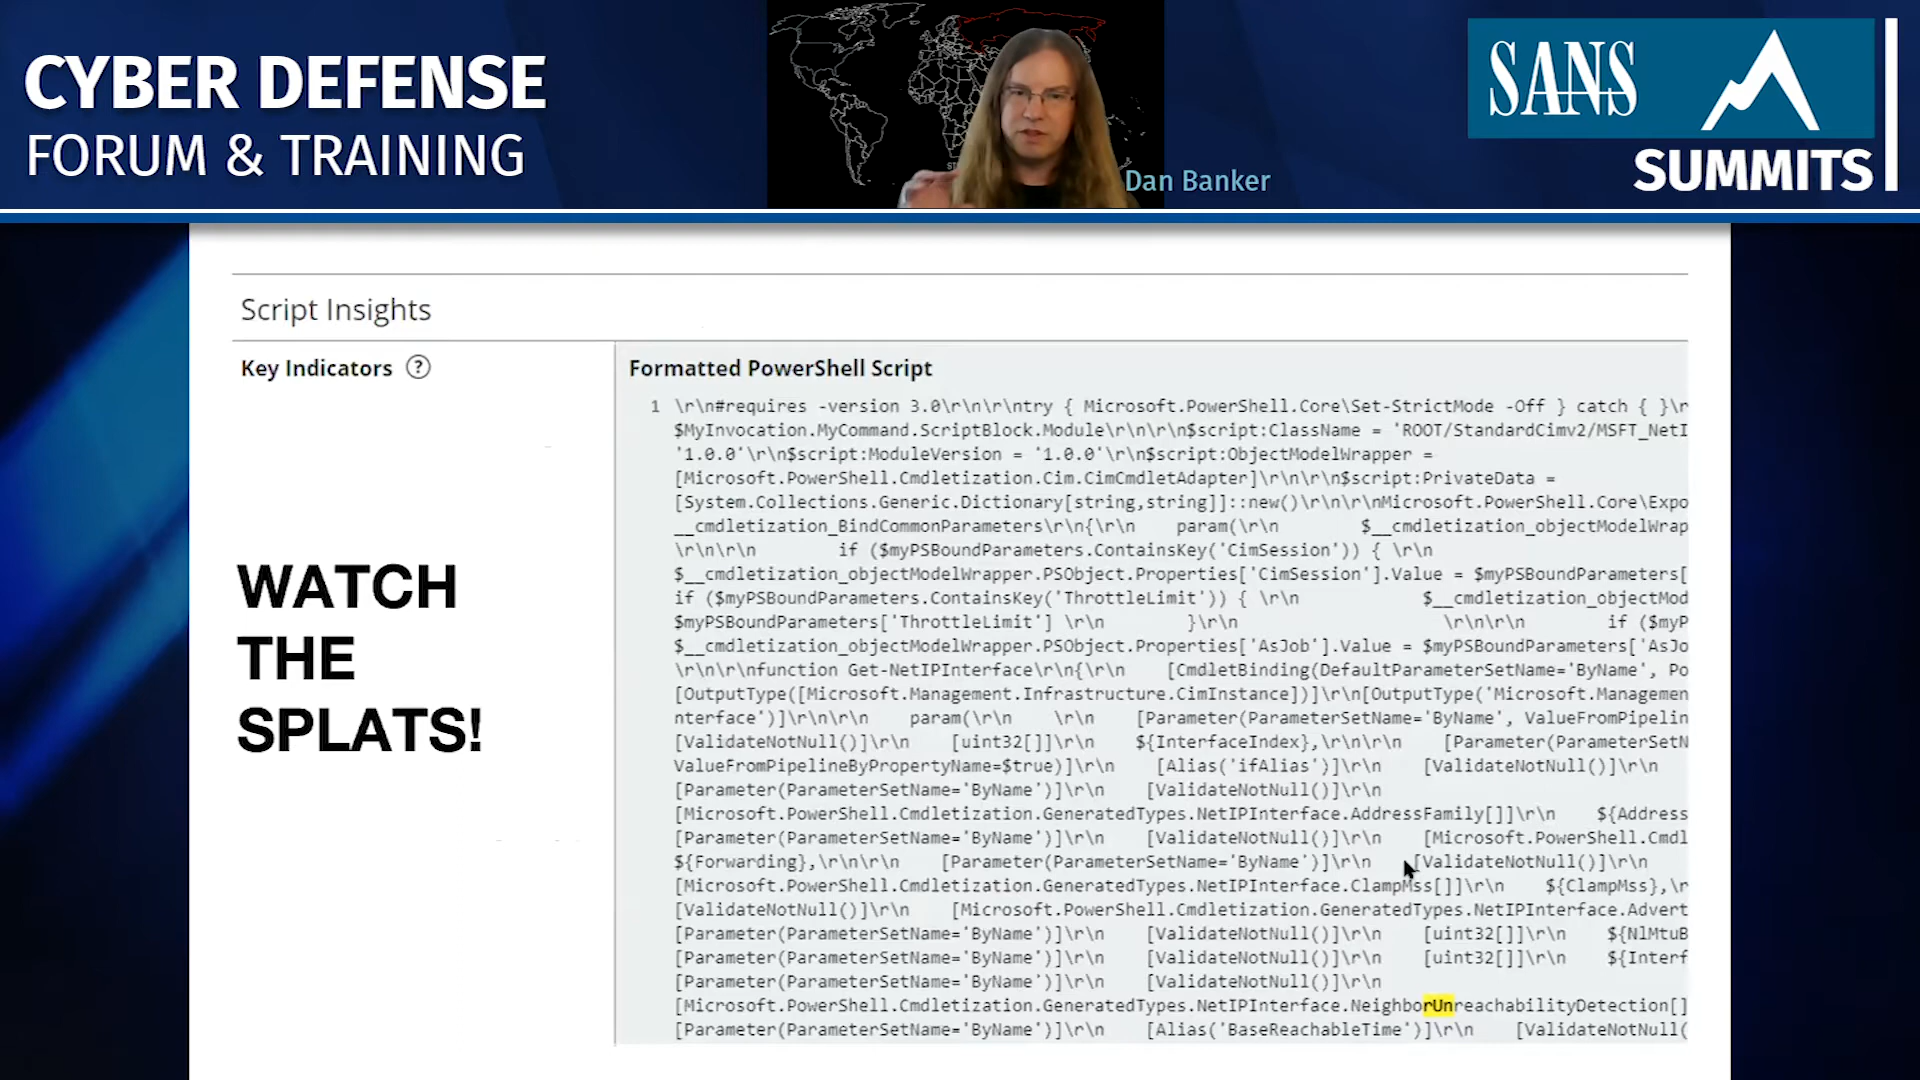 CYBER DEFENSE
FORUM & TRAINING
Dan Banker
SANS
SUMMITS
Script Insights
Key Indicators ?
WATCH
THE
SPLATS!
Formatted PowerShell Script
1 \r\n#requires -version 3.0\r\n\r\ntry { Microsoft.PowerShell.Core\Set-StrictMode -Off } catch { }\r
$MyInvocation.MyCommand.ScriptBlock.Module\r\n\r\n$script:ClassName = 'ROOT/StandardCimv2/MSFT_NetI
'1.0.0'\r\n$script:ModuleVersion = '1.0.0'\r\n$script:ObjectModelWrapper =
[Microsoft.PowerShell.Cmdletization.Cim.CimCmdletAdapter]\r\n\r\n$script:PrivateData =
[System.Collections.Generic.Dictionary[string,string]]::new()\r\n\r\nMicrosoft.PowerShell.Core\Expo
__cmdletization_BindCommonParameters\r\n{\r\n    param(\r\n        $__cmdletization_objectModelWrap
\r\n\r\n        if ($myPSBoundParameters.ContainsKey('CimSession')) { \r\n
$__cmdletization_objectModelWrapper.PSObject.Properties['CimSession'].Value = $myPSBoundParameters[
if ($myPSBoundParameters.ContainsKey('ThrottleLimit')) { \r\n            $__cmdletization_objectMod
$myPSBoundParameters['ThrottleLimit'] \r\n        }\r\n                    \r\n\r\n        if ($myP
$__cmdletization_objectModelWrapper.PSObject.Properties['AsJob'].Value = $myPSBoundParameters['AsJo
\r\n\r\nfunction Get-NetIPInterface\r\n{\r\n    [CmdletBinding(DefaultParameterSetName='ByName', Po
[OutputType([Microsoft.Management.Infrastructure.CimInstance])]\r\n[OutputType('Microsoft.Managemen
nterface')]\r\n\r\n    param(\r\n    \r\n    [Parameter(ParameterSetName='ByName', ValueFromPipelin
[ValidateNotNull()]\r\n    [uint32[]]\r\n    ${InterfaceIndex},\r\n\r\n    [Parameter(ParameterSetN
ValueFromPipelineByPropertyName=$true)]\r\n    [Alias('ifAlias')]\r\n    [ValidateNotNull()]\r\n
[Parameter(ParameterSetName='ByName')]\r\n    [ValidateNotNull()]\r\n
[Microsoft.PowerShell.Cmdletization.GeneratedTypes.NetIPInterface.AddressFamily[]]\r\n    ${Address
[Parameter(ParameterSetName='ByName')]\r\n    [ValidateNotNull()]\r\n    [Microsoft.PowerShell.Cmdl
${Forwarding},\r\n\r\n    [Parameter(ParameterSetName='ByName')]\r\n    [ValidateNotNull()]\r\n
[Microsoft.PowerShell.Cmdletization.GeneratedTypes.NetIPInterface.ClampMss[]]\r\n    ${ClampMss},\r
[ValidateNotNull()]\r\n    [Microsoft.PowerShell.Cmdletization.GeneratedTypes.NetIPInterface.Advert
[Parameter(ParameterSetName='ByName')]\r\n    [ValidateNotNull()]\r\n    [uint32[]]\r\n    ${NlMtuB
[Parameter(ParameterSetName='ByName')]\r\n    [ValidateNotNull()]\r\n    [uint32[]]\r\n    ${Interf
[Parameter(ParameterSetName='ByName')]\r\n    [ValidateNotNull()]\r\n
[Microsoft.PowerShell.Cmdletization.GeneratedTypes.NetIPInterface.NeighborUnreachabilityDetection[]
[Parameter(ParameterSetName='ByName')]\r\n    [Alias('BaseReachableTime')]\r\n    [ValidateNotNull(